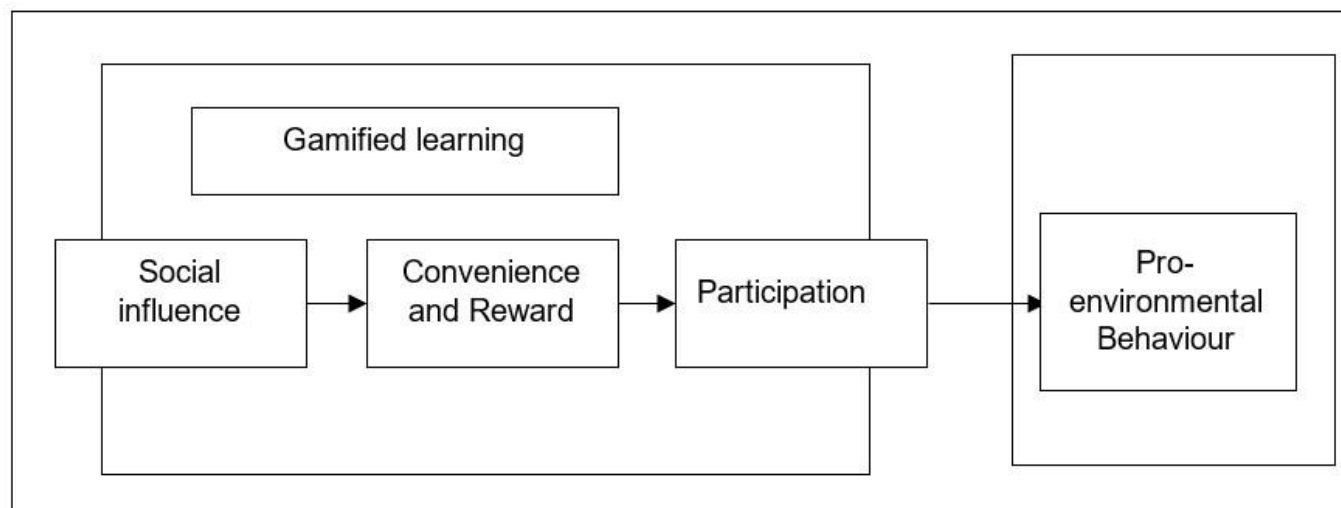 Gamified learning
Social
influence
Convenience
and Reward
Participation
Pro-
environmental
Behaviour